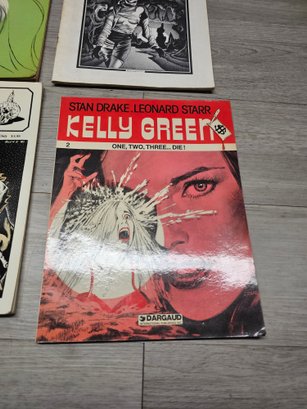 STAN DRAKE. LEONARD STARR
KELLY GREEN
2
ONE, TWO, THREE... DIE!
DARGAUD